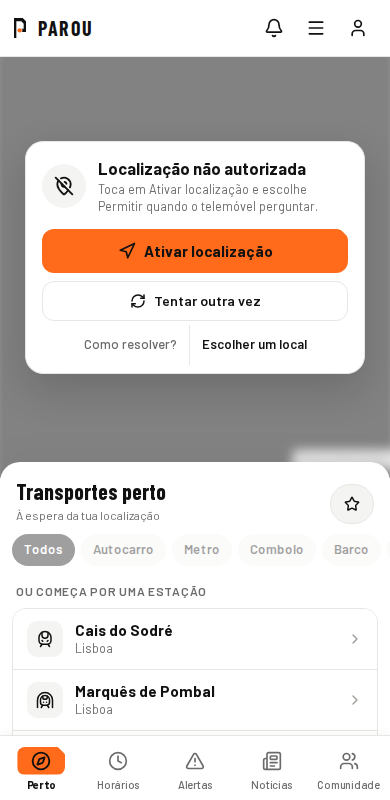 PAROU
Localização não autorizada
Toca em Ativar localização e escolhe
Permitir quando o telemóvel perguntar.
Ativar localização
Tentar outra vez
Como resolver?
Escolher um local
Transportes perto
À espera da tua localização
Todos
Autocarro
Metro
Comboio
Barco
OU COMEÇA POR UMA ESTAÇÃO
Cais do Sodré
Lisboa
Marquês de Pombal
Lisboa
Perto
Horários
Alertas
Notícias
Comunidade